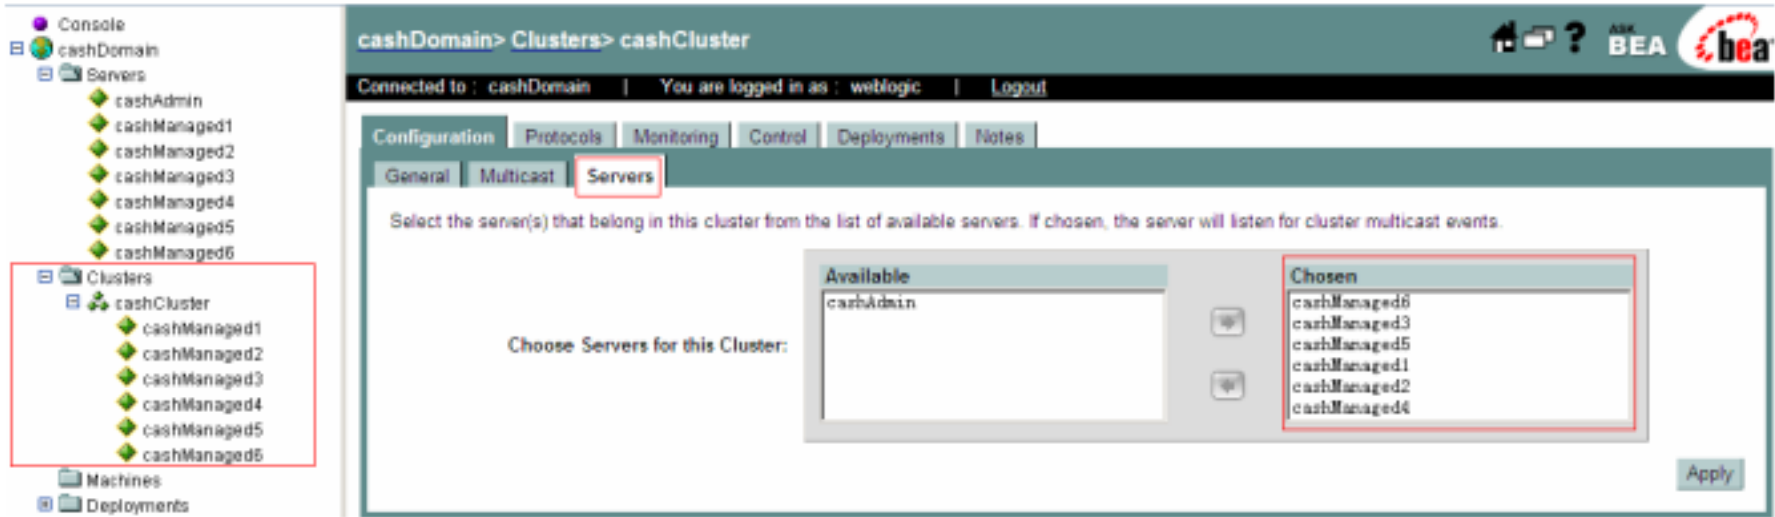 Console
cashDomain
Servers
cashAdmin
cashManaged1
cashManaged2
cashManaged3
cashManaged4
cashManaged5
cashManaged6
Clusters
cashCluster
cashManaged1
cashManaged2
cashManaged3
cashManaged4
cashManaged5
cashManaged6
Machines
Deployments
cashDomain> Clusters> cashCluster
? ASK BEA bea
Connected to : cashDomain | You are logged in as : weblogic | Logout
Configuration Protocols Monitoring Control Deployments Notes
General Multicast Servers
Select the server(s) that belong in this cluster from the list of available servers. If chosen, the server will listen for cluster multicast events.
Choose Servers for this Cluster:
Available
cashAdmin
Chosen
cashManaged6
cashManaged3
cashManaged5
cashManaged1
cashManaged2
cashManaged4
Apply